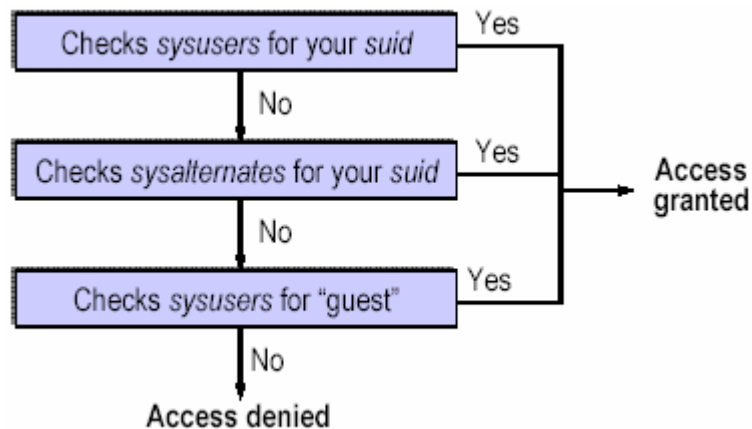 Checks sysusers for your suid
Yes
No
Checks sysalternates for your suid
Yes
Access
granted
No
Checks sysusers for “guest”
Yes
No
Access denied